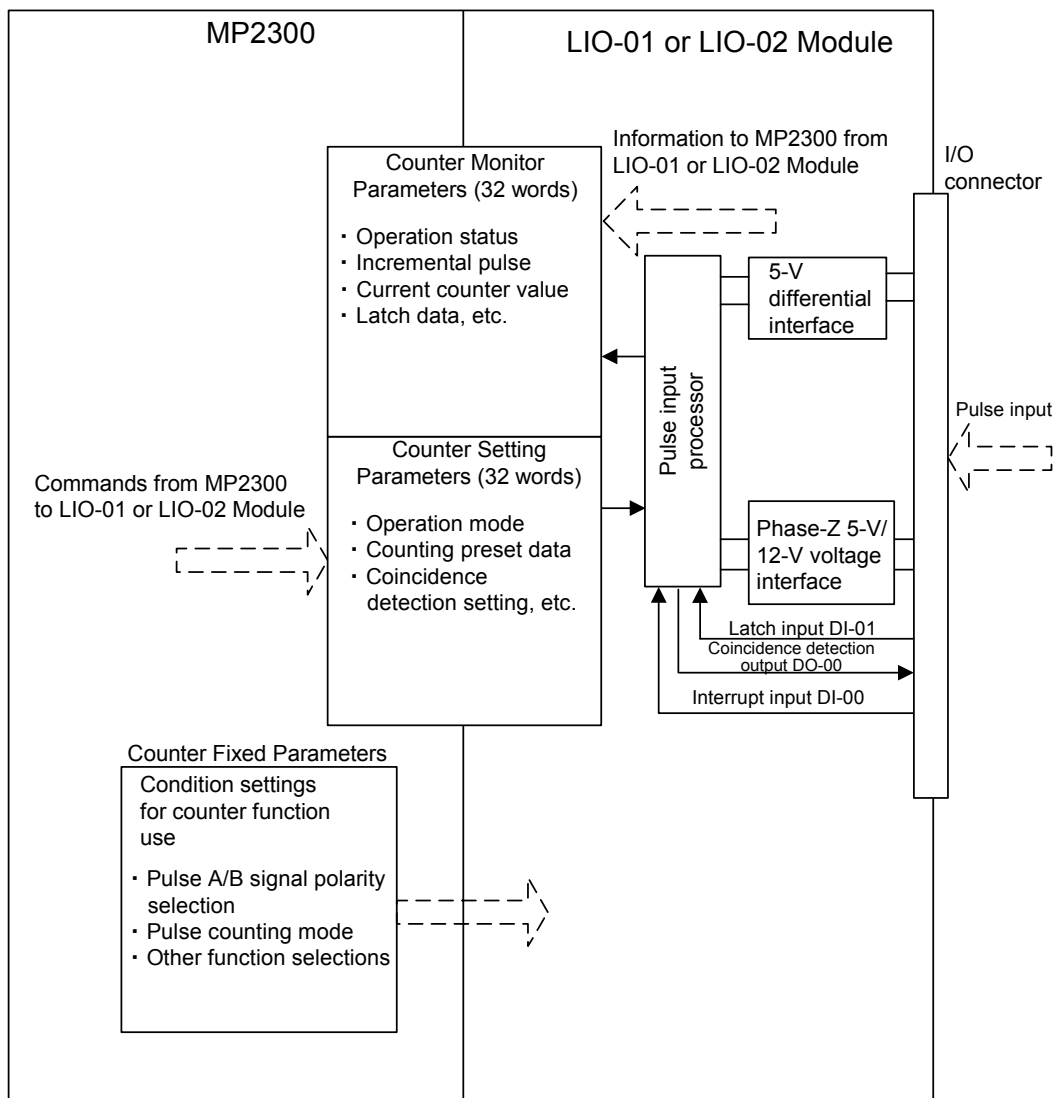 MP2300
LIO-01 or LIO-02 Module
Information to MP2300 from
LIO-01 or LIO-02 Module
I/O
connector
Counter Monitor
Parameters (32 words)
・Operation status
・Incremental pulse
・Current counter value
・Latch data, etc.
5-V
differential
interface
Pulse input
processor
Pulse input
Counter Setting
Parameters (32 words)
・Operation mode
・Counting preset data
・Coincidence
detection setting, etc.
Commands from MP2300
to LIO-01 or LIO-02 Module
Phase-Z 5-V/
12-V voltage
interface
Latch input DI-01
Coincidence detection
output DO-00
Interrupt input DI-00
Counter Fixed Parameters
Condition settings
for counter function
use
・Pulse A/B signal polarity
selection
・Pulse counting mode
・Other function selections